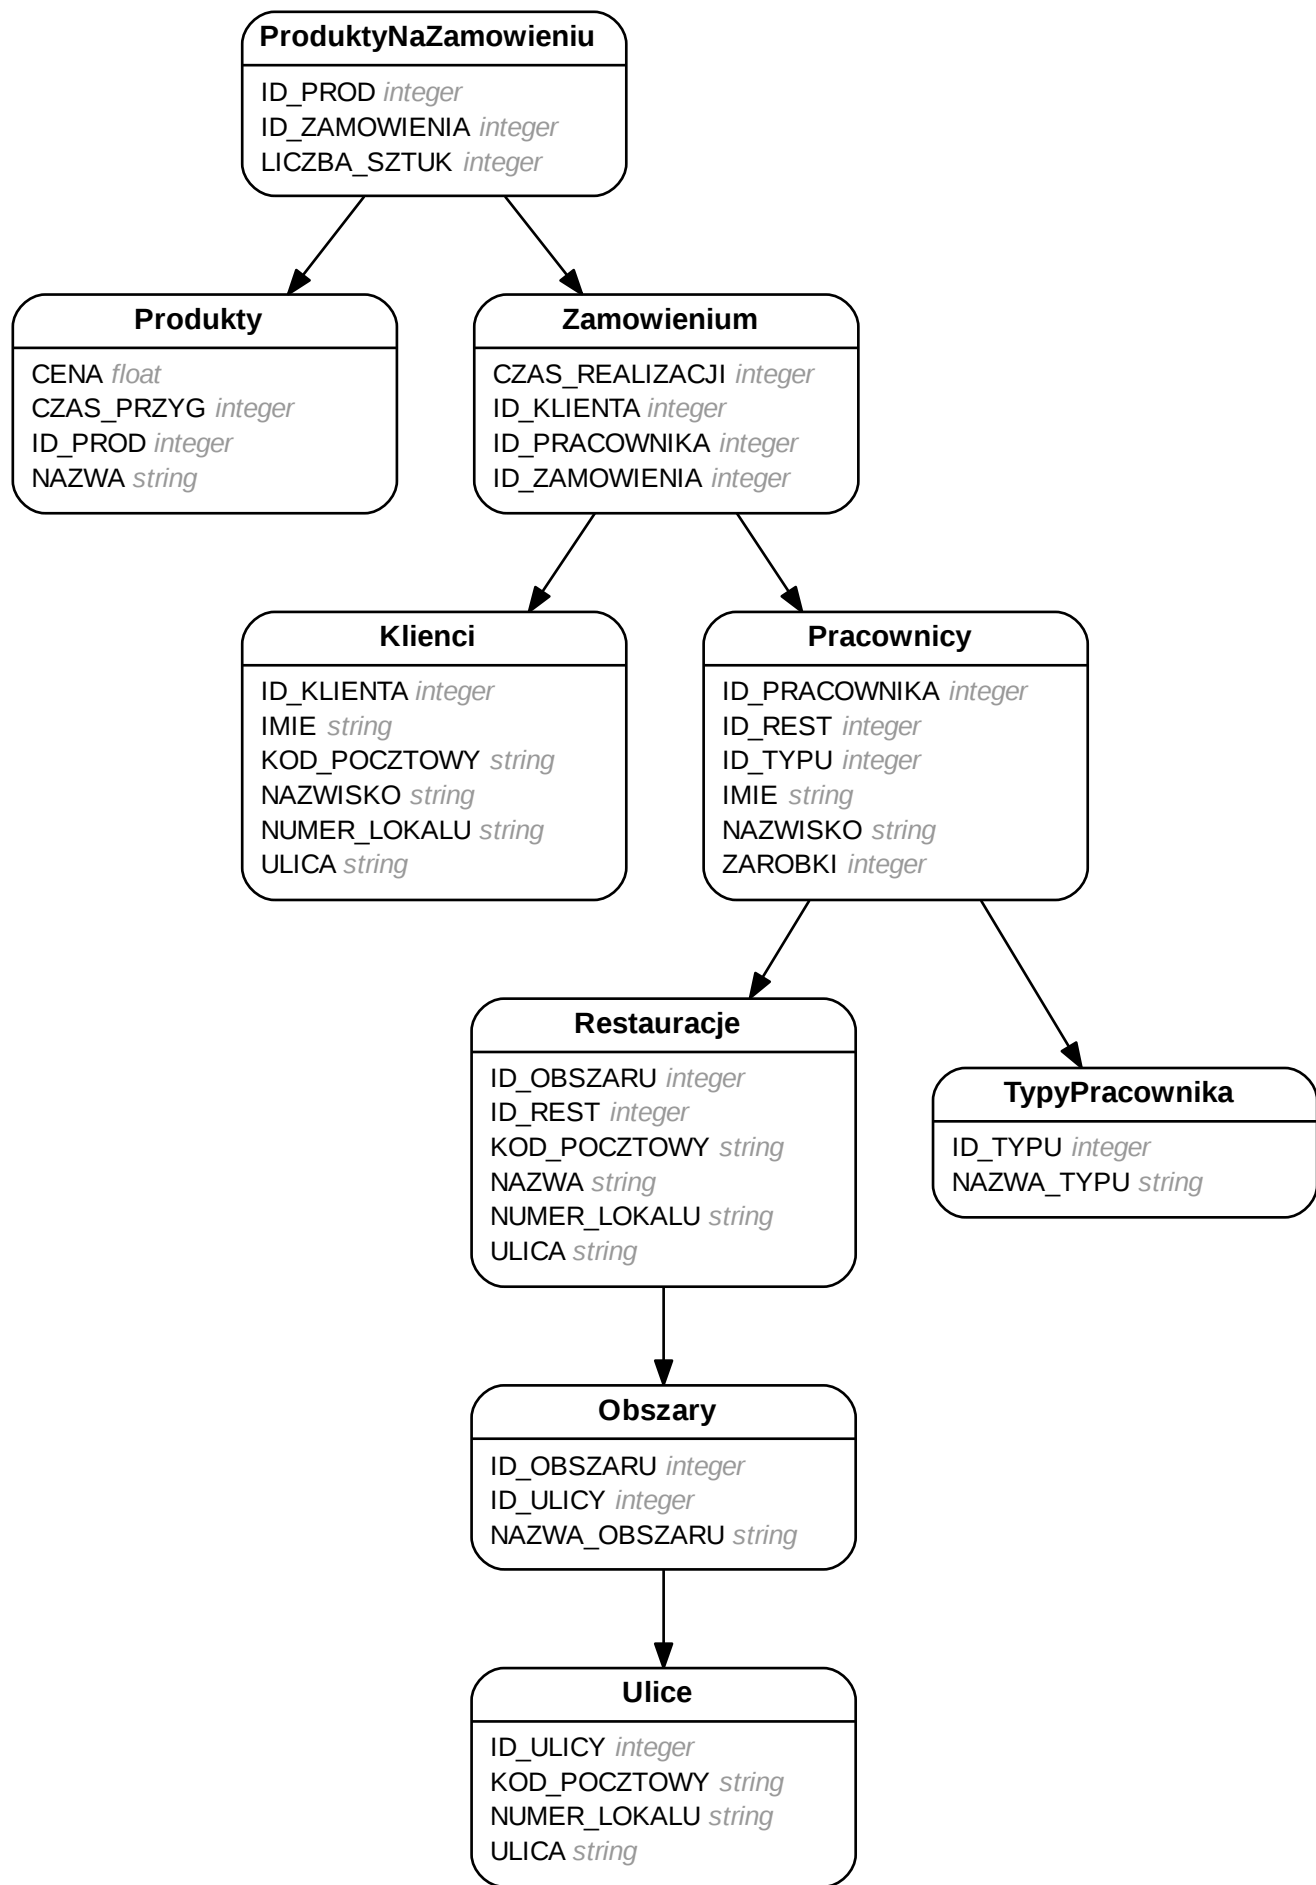 ProduktyNaZamowieniu
ID_PROD integer
ID_ZAMOWIENIA integer
LICZBA_SZTUK integer
Produkty
CENA float
CZAS_PRZYG integer
ID_PROD integer
NAZWA string
Zamowienium
CZAS_REALIZACJI integer
ID_KLIENTA integer
ID_PRACOWNIKA integer
ID_ZAMOWIENIA integer
Klienci
ID_KLIENTA integer
IMIE string
KOD_POCZTOWY string
NAZWISKO string
NUMER_LOKALU string
ULICA string
Pracownicy
ID_PRACOWNIKA integer
ID_REST integer
ID_TYPU integer
IMIE string
NAZWISKO string
ZAROBKI integer
Restauracje
ID_OBSZARU integer
ID_REST integer
KOD_POCZTOWY string
NAZWA string
NUMER_LOKALU string
ULICA string
TypyPracownika
ID_TYPU integer
NAZWA_TYPU string
Obszary
ID_OBSZARU integer
ID_ULICY integer
NAZWA_OBSZARU string
Ulice
ID_ULICY integer
KOD_POCZTOWY string
NUMER_LOKALU string
ULICA string